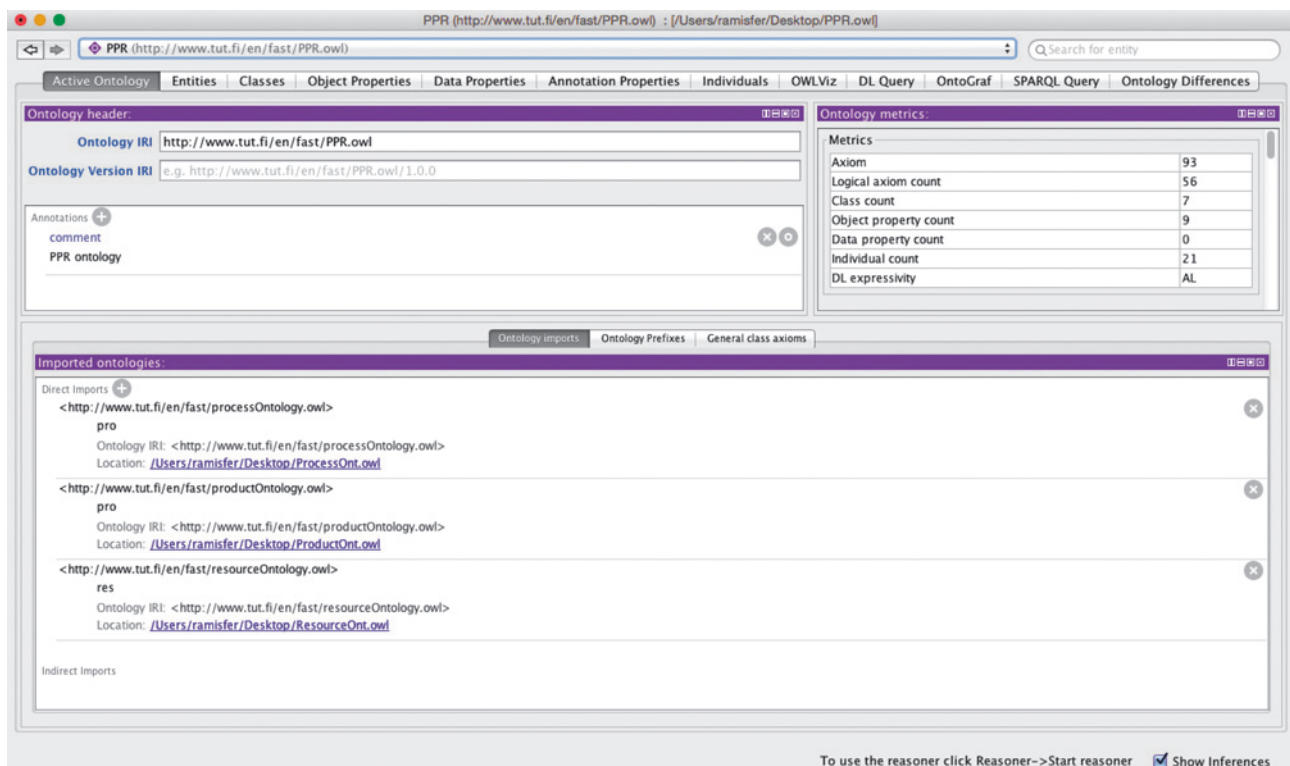 PPR (http://www.tut.fi/en/fast/PPR.owl) : [/Users/ramisfer/Desktop/PPR.owl]
PPR (http://www.tut.fi/en/fast/PPR.owl) Search for entity
Active Ontology Entities Classes Object Properties Data Properties Annotation Properties Individuals OWLViz DL Query OntoGraf SPARQL Query Ontology Differences
Ontology header:
Ontology IRI http://www.tut.fi/en/fast/PPR.owl
Ontology Version IRI e.g. http://www.tut.fi/en/fast/PPR.owl/1.0.0
Annotations
comment
PPR ontology
Ontology metrics:
Metrics
Axiom 93
Logical axiom count 56
Class count 7
Object property count 9
Data property count 0
Individual count 21
DL expressivity AL
Ontology imports Ontology Prefixes General class axioms
Imported ontologies:
Direct Imports
<http://www.tut.fi/en/fast/processOntology.owl>
pro
Ontology IRI: <http://www.tut.fi/en/fast/processOntology.owl>
Location: /Users/ramisfer/Desktop/ProcessOnt.owl
<http://www.tut.fi/en/fast/productOntology.owl>
pro
Ontology IRI: <http://www.tut.fi/en/fast/productOntology.owl>
Location: /Users/ramisfer/Desktop/ProductOnt.owl
<http://www.tut.fi/en/fast/resourceOntology.owl>
res
Ontology IRI: <http://www.tut.fi/en/fast/resourceOntology.owl>
Location: /Users/ramisfer/Desktop/ResourceOnt.owl
Indirect Imports
To use the reasoner click Reasoner->Start reasoner Show Inferences